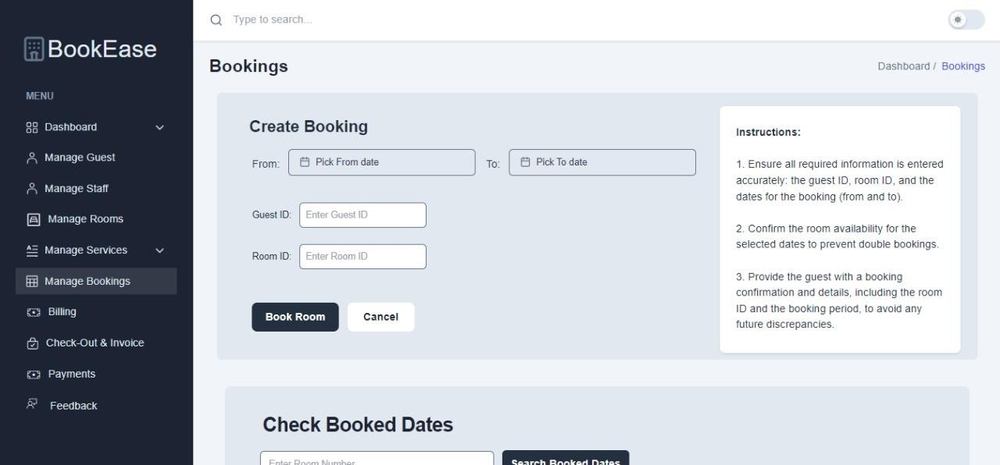 BookEase
MENU
Dashboard
Manage Guest
Manage Staff
Manage Rooms
Manage Services
Manage Bookings
Billing
Check-Out & Invoice
Payments
Feedback
Type to search...
Bookings
Dashboard / Bookings
Create Booking
From: Pick From date To: Pick To date
Guest ID: Enter Guest ID
Room ID: Enter Room ID
Book Room Cancel
Instructions:
1. Ensure all required information is entered
accurately: the guest ID, room ID, and the
dates for the booking (from and to).
2. Confirm the room availability for the
selected dates to prevent double bookings.
3. Provide the guest with a booking
confirmation and details, including the room
ID and the booking period, to avoid any
future discrepancies.
Check Booked Dates
Enter Room Number Search Booked Dates